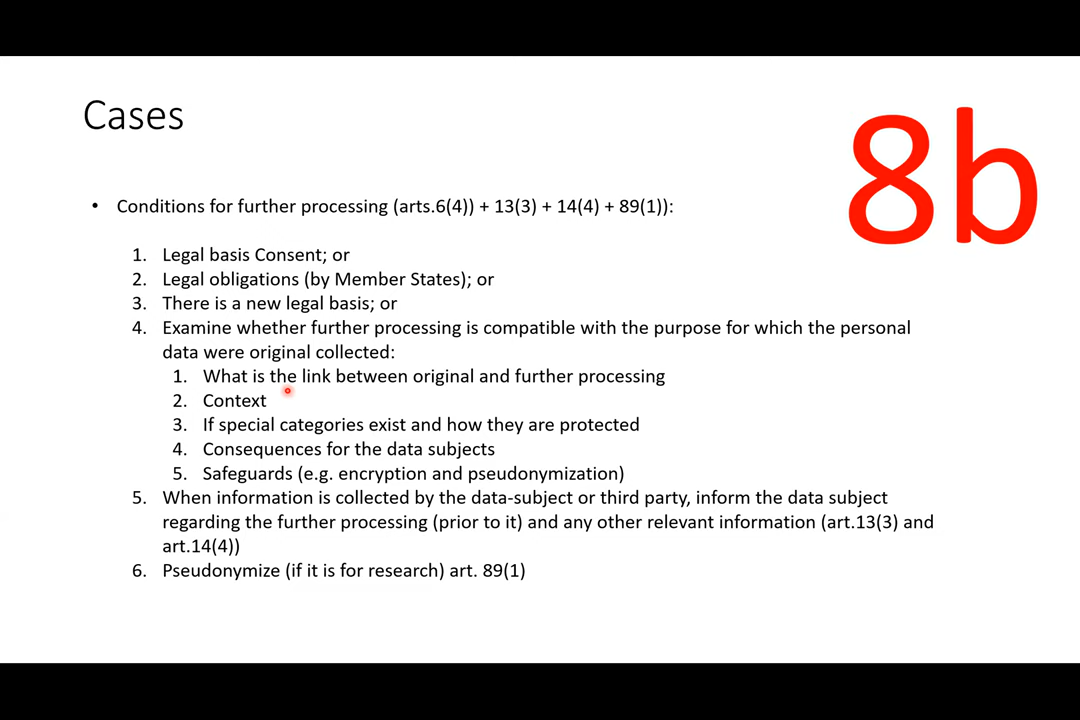 Cases
8b
• Conditions for further processing (arts.6(4)) + 13(3) + 14(4) + 89(1)):
1. Legal basis Consent; or
2. Legal obligations (by Member States); or
3. There is a new legal basis; or
4. Examine whether further processing is compatible with the purpose for which the personal
data were original collected:
1. What is the link between original and further processing
2. Context
3. If special categories exist and how they are protected
4. Consequences for the data subjects
5. Safeguards (e.g. encryption and pseudonymization)
5. When information is collected by the data-subject or third party, inform the data subject
regarding the further processing (prior to it) and any other relevant information (art.13(3) and
art.14(4))
6. Pseudonymize (if it is for research) art. 89(1)